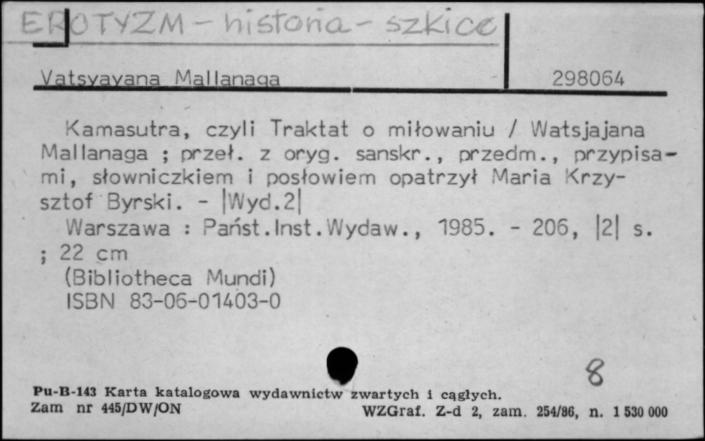 EROTYZM - historia - szkice
Vatsyayana Mallanaga 298064
Kamasutra, czyli Traktat o miłowaniu / Watsjajana
Mallanaga ; przeł. z oryg. sanskr., przedm., przypisa-
mi, słowniczkiem i posłowiem opatrzył Maria Krzy-
sztof Byrski. - |Wyd.2|
Warszawa : Państ.Inst.Wydaw., 1985. - 206, |2| s.
; 22 cm
(Bibliotheca Mundi)
ISBN 83-06-01403-0
8
Pu-B-143 Karta katalogowa wydawnictw zwartych i ciągłych.
Zam nr 445/DW/ON WZGraf. Z-d 2, zam. 254/86, n. 1 530 000